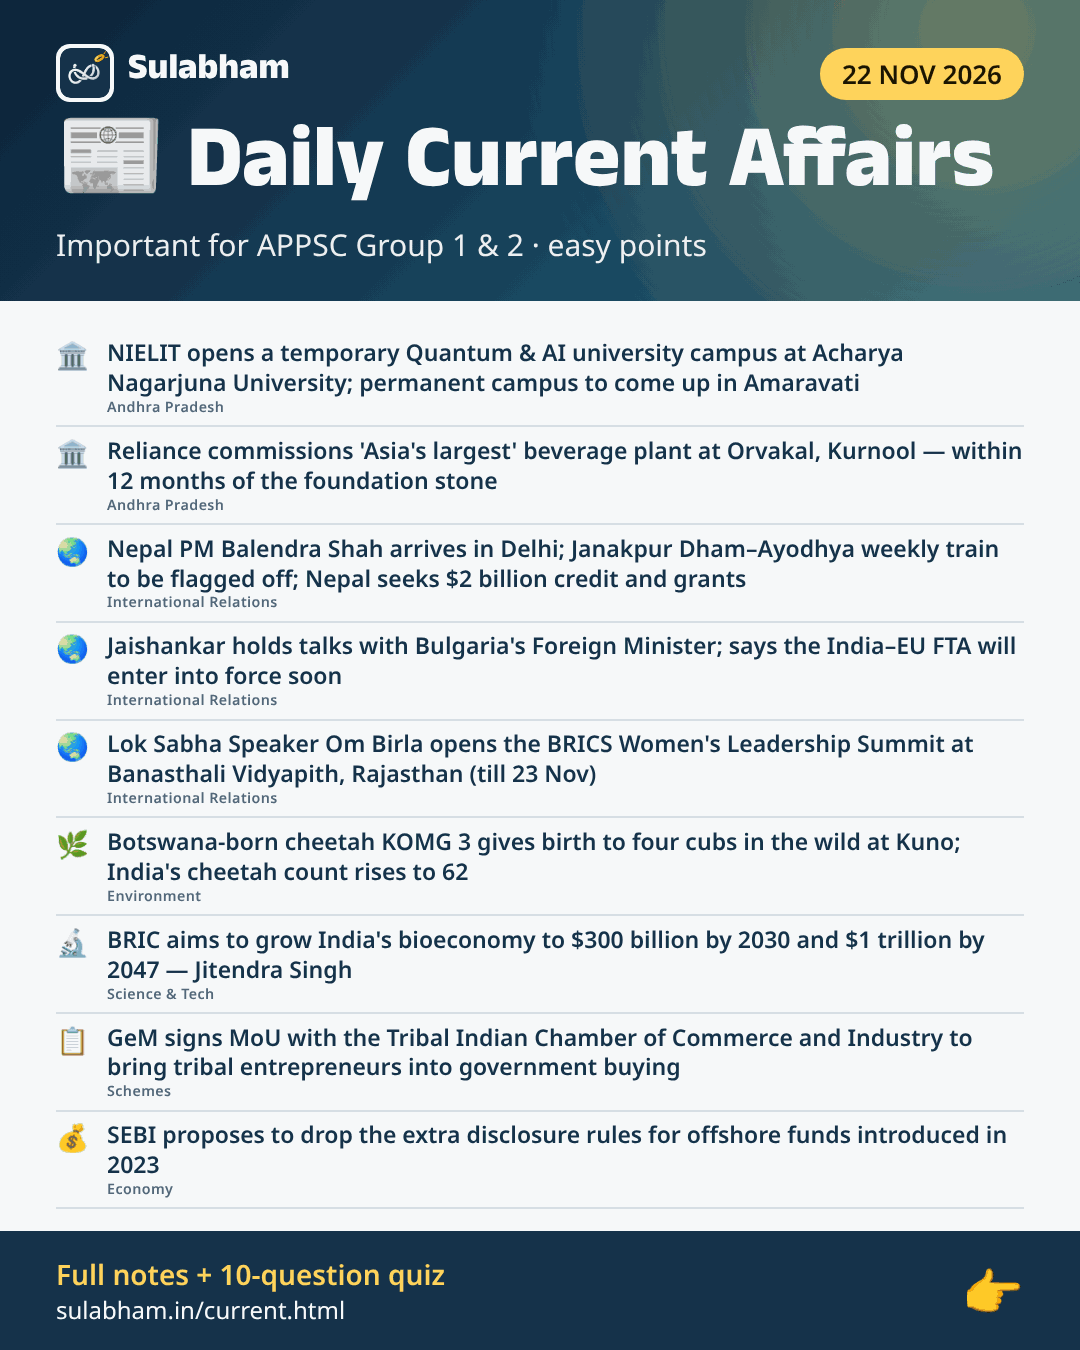 Sulabham
22 NOV 2026
Daily Current Affairs
Important for APPSC Group 1 & 2 · easy points
NIELIT opens a temporary Quantum & AI university campus at Acharya
Nagarjuna University; permanent campus to come up in Amaravati
Andhra Pradesh
Reliance commissions 'Asia's largest' beverage plant at Orvakal, Kurnool — within
12 months of the foundation stone
Andhra Pradesh
Nepal PM Balendra Shah arrives in Delhi; Janakpur Dham–Ayodhya weekly train
to be flagged off; Nepal seeks $2 billion credit and grants
International Relations
Jaishankar holds talks with Bulgaria's Foreign Minister; says the India–EU FTA will
enter into force soon
International Relations
Lok Sabha Speaker Om Birla opens the BRICS Women's Leadership Summit at
Banasthali Vidyapith, Rajasthan (till 23 Nov)
International Relations
Botswana-born cheetah KOMG 3 gives birth to four cubs in the wild at Kuno;
India's cheetah count rises to 62
Environment
BRIC aims to grow India's bioeconomy to $300 billion by 2030 and $1 trillion by
2047 — Jitendra Singh
Science & Tech
GeM signs MoU with the Tribal Indian Chamber of Commerce and Industry to
bring tribal entrepreneurs into government buying
Schemes
SEBI proposes to drop the extra disclosure rules for offshore funds introduced in
2023
Economy
Full notes + 10-question quiz
sulabham.in/current.html